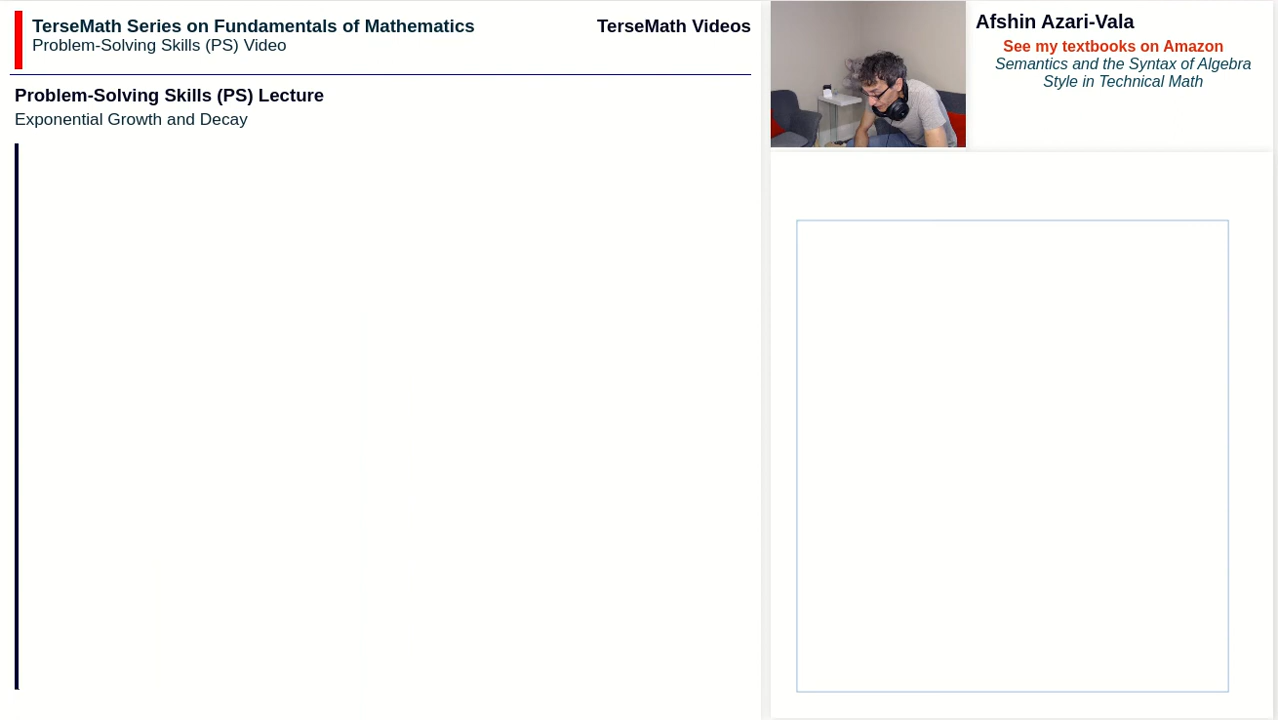 TerseMath Series on Fundamentals of Mathematics
Problem-Solving Skills (PS) Video
TerseMath Videos
Problem-Solving Skills (PS) Lecture
Exponential Growth and Decay
Afshin Azari-Vala
See my textbooks on Amazon
Semantics and the Syntax of Algebra
Style in Technical Math